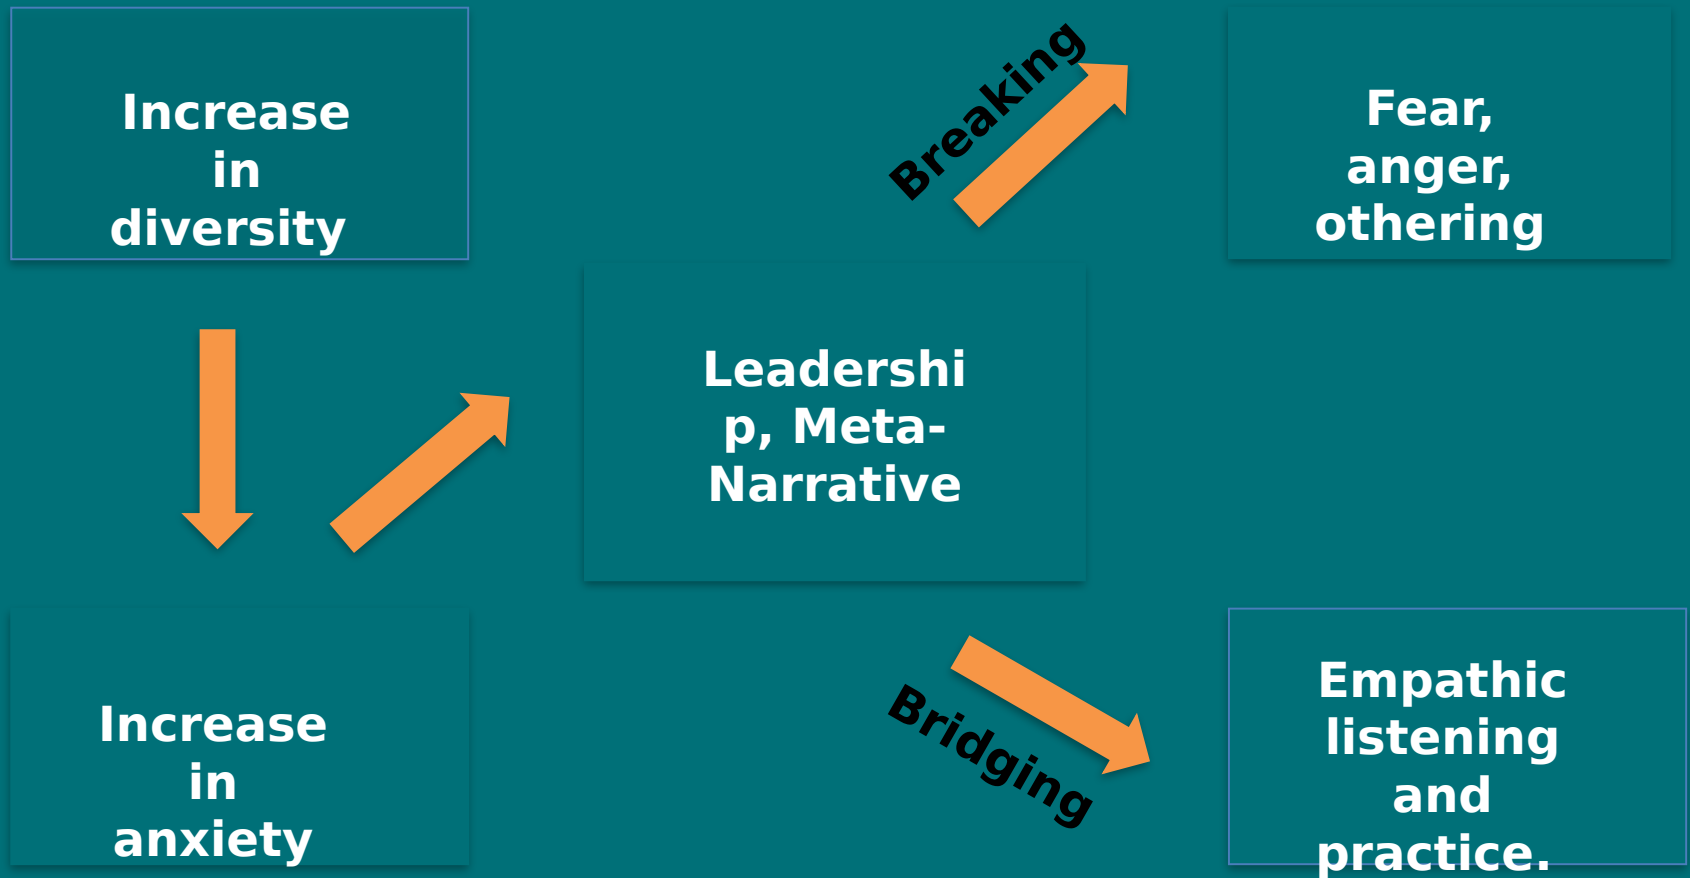 Increase
in
diversity
Breaking
Fear,
anger,
othering
Leadershi
p, Meta-
Narrative
Increase
in
anxiety
Bridging
Empathic
listening
and
practice.